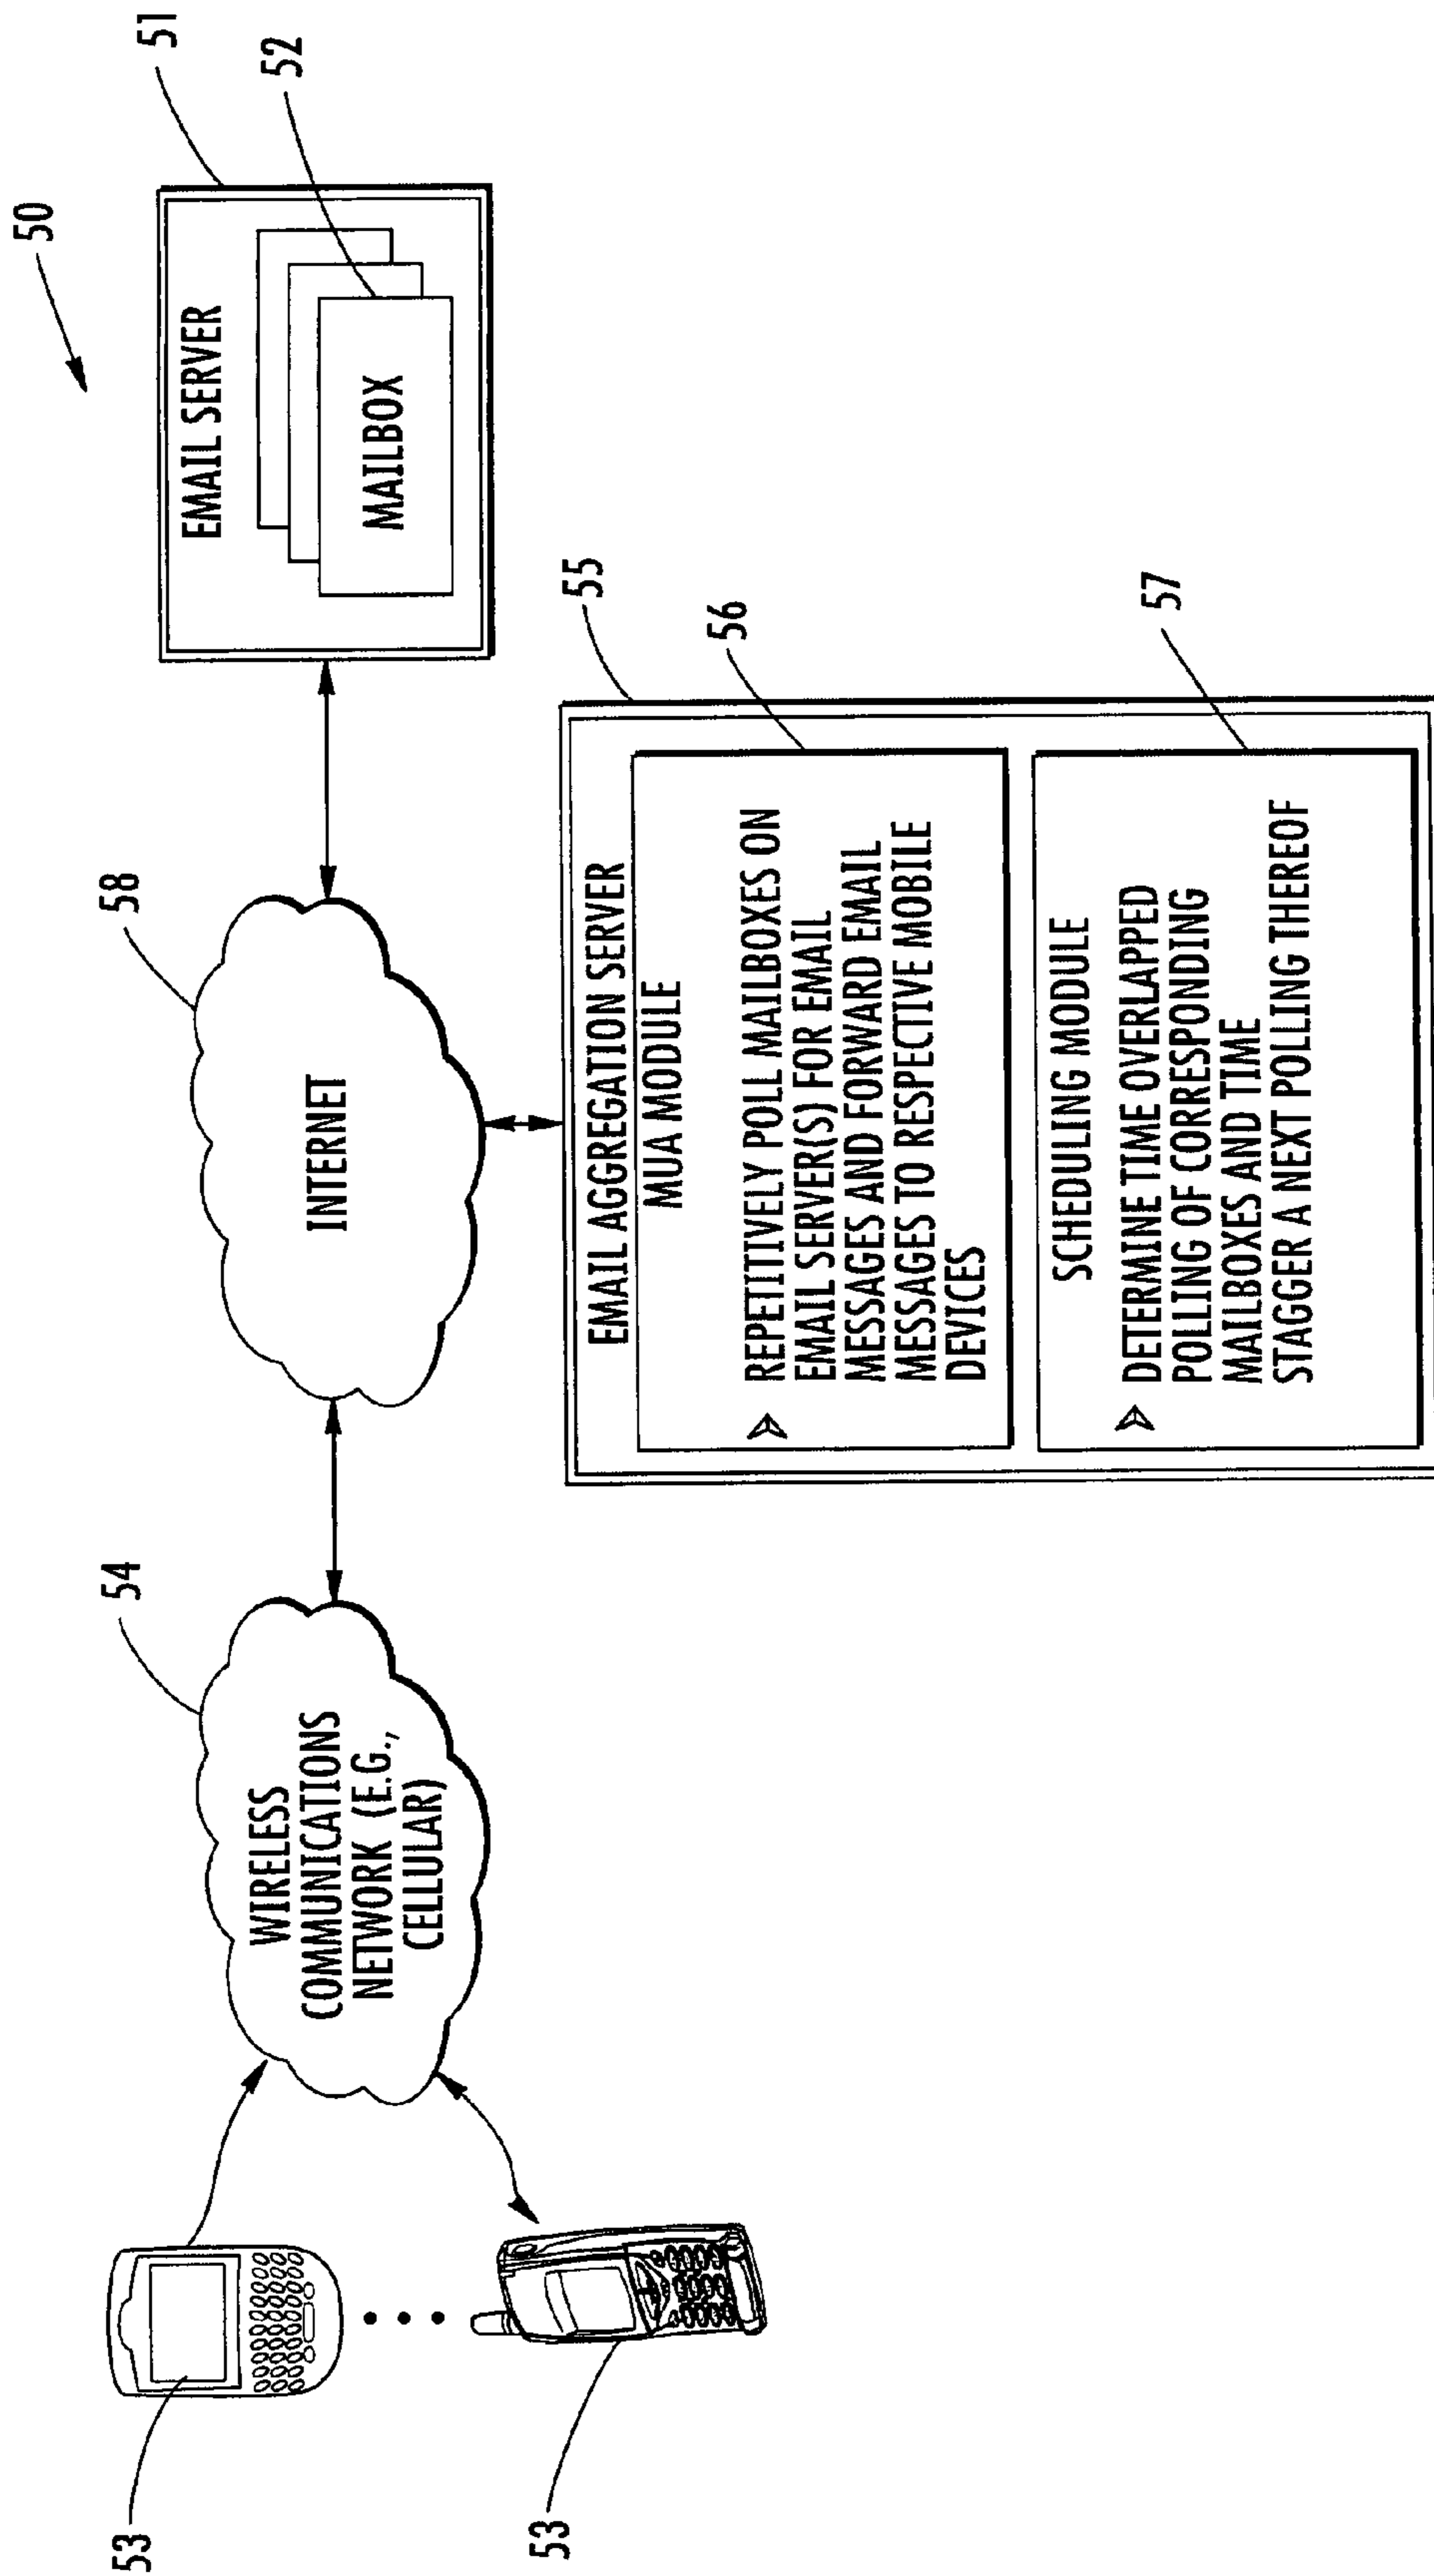 50
51
EMAIL SERVER
52
MAILBOX
58
INTERNET
54
WIRELESS
COMMUNICATIONS
NETWORK (E.G.,
CELLULAR)
53
53
55
EMAIL AGGREGATION SERVER
MUA MODULE
56
➢ REPETITIVELY POLL MAILBOXES ON
EMAIL SERVER(S) FOR EMAIL
MESSAGES AND FORWARD EMAIL
MESSAGES TO RESPECTIVE MOBILE
DEVICES
57
SCHEDULING MODULE
➢ DETERMINE TIME OVERLAPPED
POLLING OF CORRESPONDING
MAILBOXES AND TIME
STAGGER A NEXT POLLING THEREOF